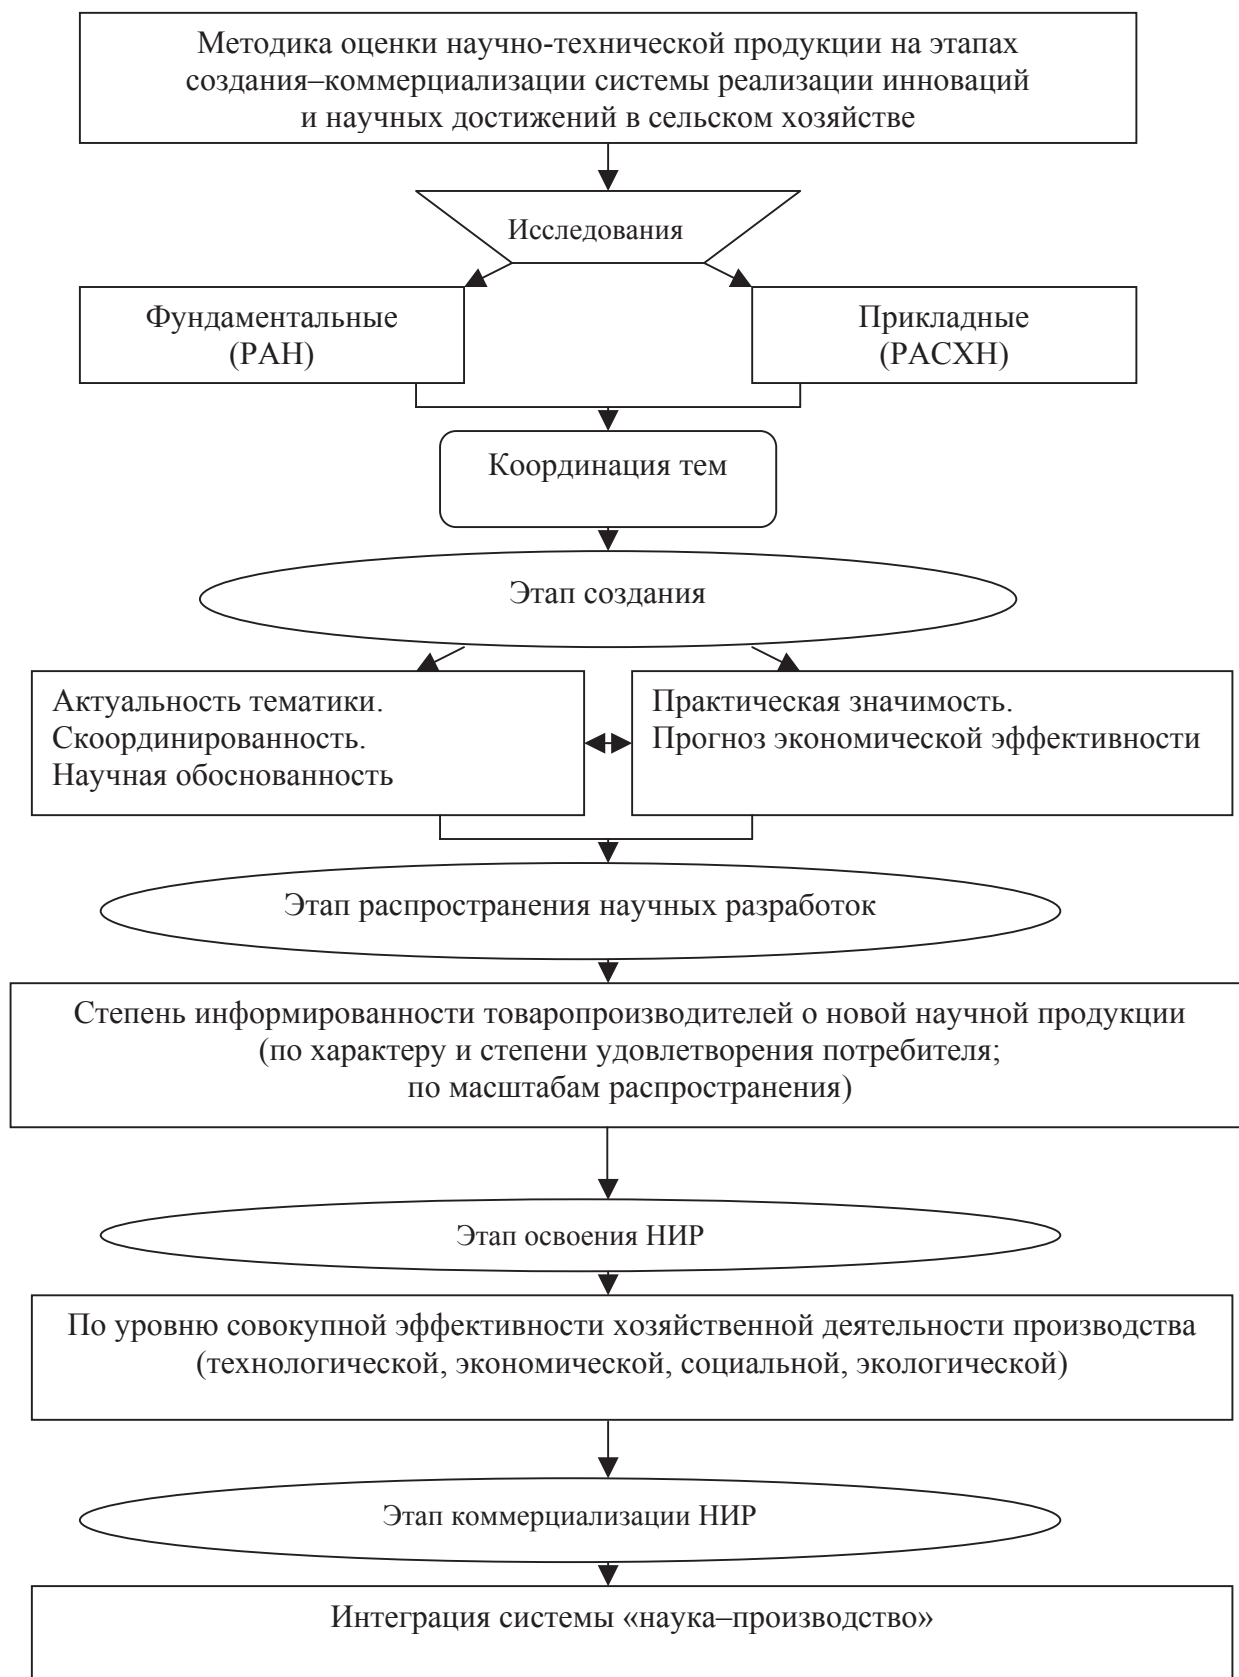 Методика оценки научно-технической продукции на этапах
создания–коммерциализации системы реализации инноваций
и научных достижений в сельском хозяйстве
Исследования
Фундаментальные
(РАН)
Прикладные
(РАСХН)
Координация тем
Этап создания
Актуальность тематики.
Скоординированность.
Научная обоснованность
Практическая значимость.
Прогноз экономической эффективности
Этап распространения научных разработок
Степень информированности товаропроизводителей о новой научной продукции
(по характеру и степени удовлетворения потребителя;
по масштабам распространения)
Этап освоения НИР
По уровню совокупной эффективности хозяйственной деятельности производства
(технологической, экономической, социальной, экологической)
Этап коммерциализации НИР
Интеграция системы «наука–производство»